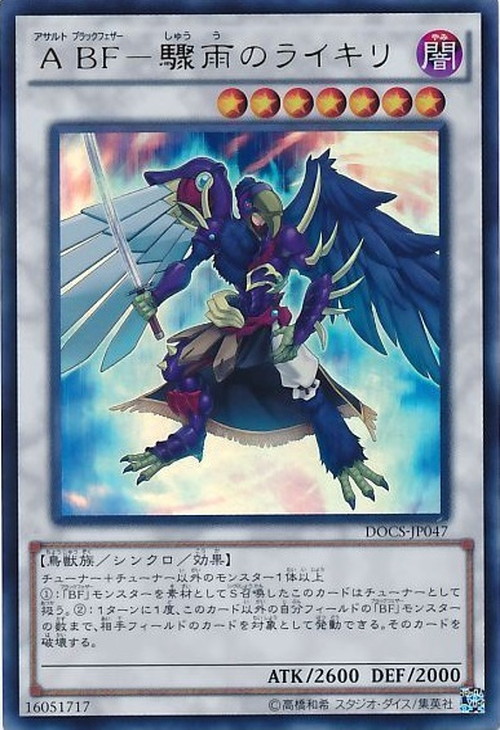 アサルト ブラックフェザー しゅう う
A BF－驟雨のライキリ
やみ
闇
DOCS-JP047
【鳥獣族／シンクロ／効果】
チューナー＋チューナー以外のモンスター1体以上
①：「BF」モンスターを素材としてS召喚したこのカードはチューナーとして
扱う。②：1ターンに1度、このカード以外の自分フィールドの「BF」モンスター
の数まで、相手フィールドのカードを対象として発動できる。そのカードを
破壊する。
ATK/2600 DEF/2000
16051717
©高橋和希 スタジオ・ダイス/集英社